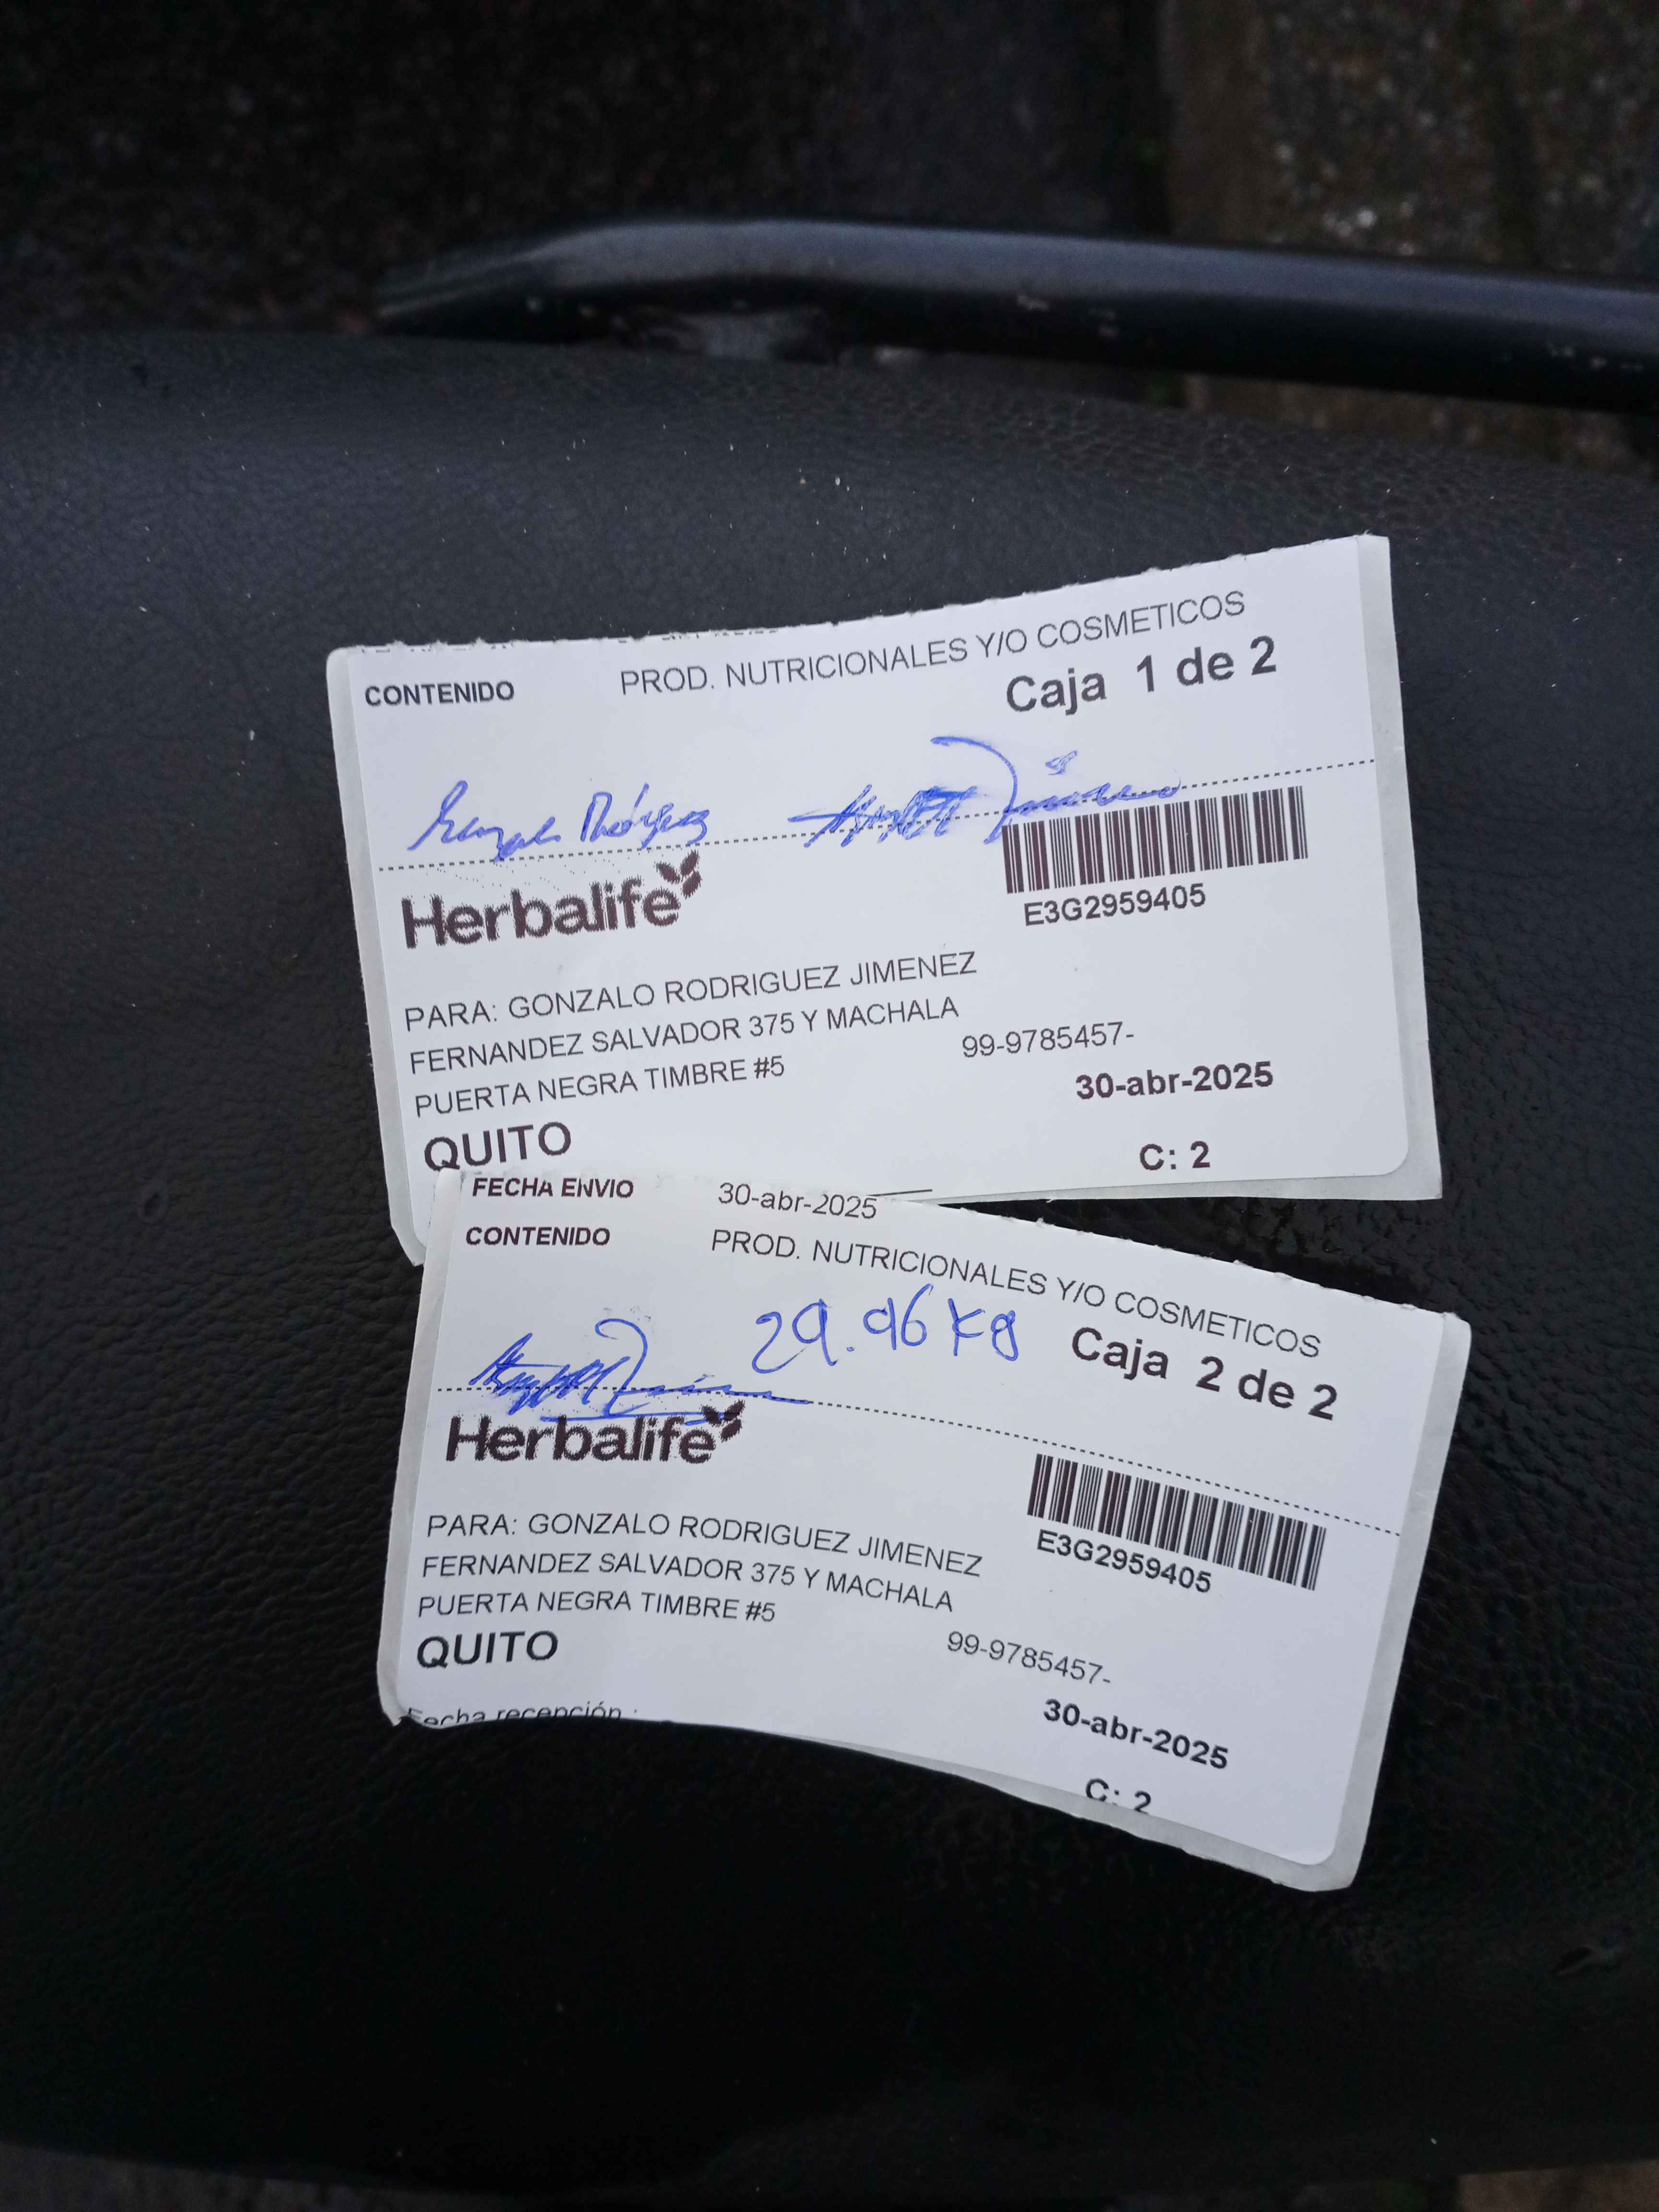 CONTENIDO PROD. NUTRICIONALES Y/O COSMETICOS
Caja 1 de 2
Herbalife
E3G2959405
PARA: GONZALO RODRIGUEZ JIMENEZ
FERNANDEZ SALVADOR 375 Y MACHALA
99-9785457-
PUERTA NEGRA TIMBRE #5
30-abr-2025
QUITO
C: 2
FECHA ENVIO 30-abr-2025
CONTENIDO PROD. NUTRICIONALES Y/O COSMETICOS
29.96 kg
Caja 2 de 2
Herbalife
E3G2959405
PARA: GONZALO RODRIGUEZ JIMENEZ
FERNANDEZ SALVADOR 375 Y MACHALA
PUERTA NEGRA TIMBRE #5
99-9785457-
QUITO
30-abr-2025
Fecha recepción :
C: 2